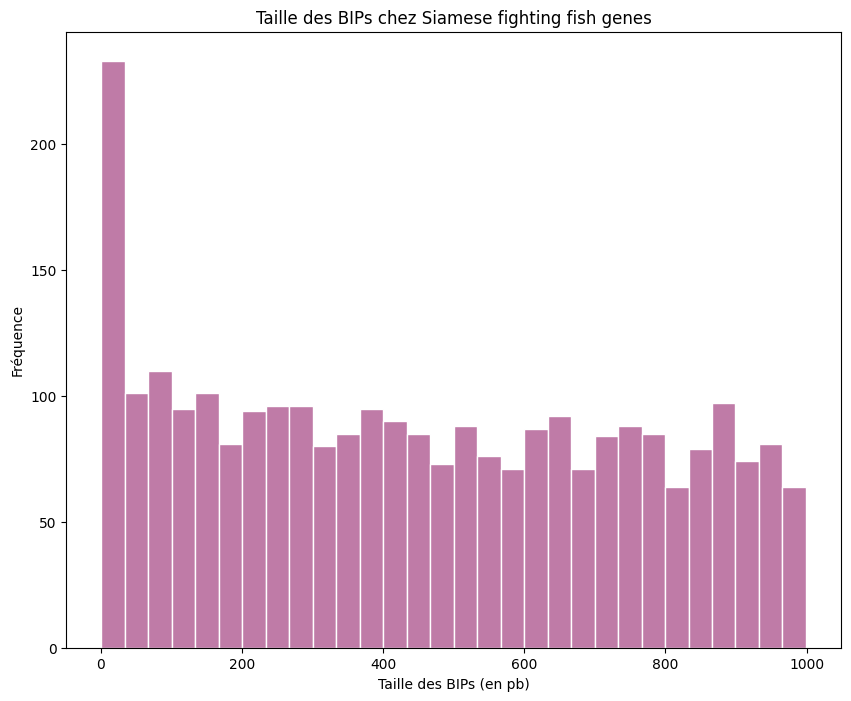 Taille des BIPs chez Siamese fighting fish genes
Fréquence
200
150
100
50
0
0 200 400 600 800 1000
Taille des BIPs (en pb)